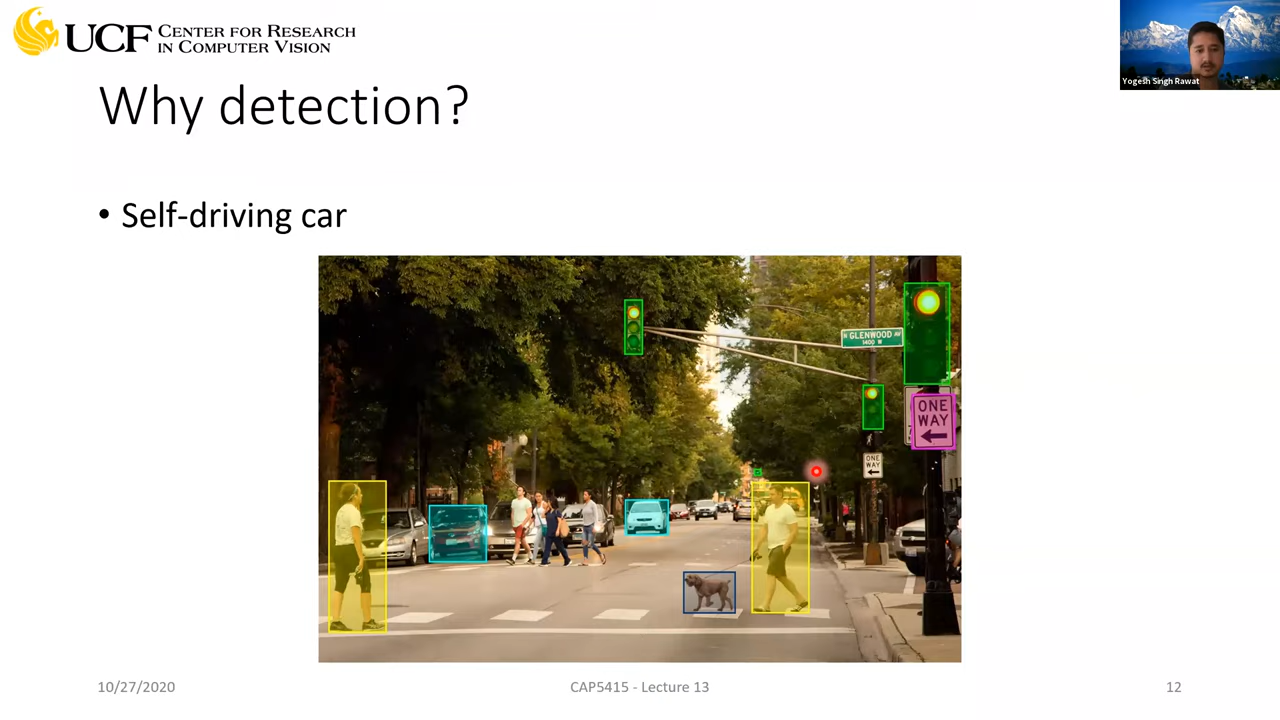 UCF CENTER FOR RESEARCH
IN COMPUTER VISION
Yogesh Singh Rawat
Why detection?
• Self-driving car
N GLENWOOD AV
1400 W
ONE
WAY
ONE
WAY
10/27/2020
CAP5415 - Lecture 13
12